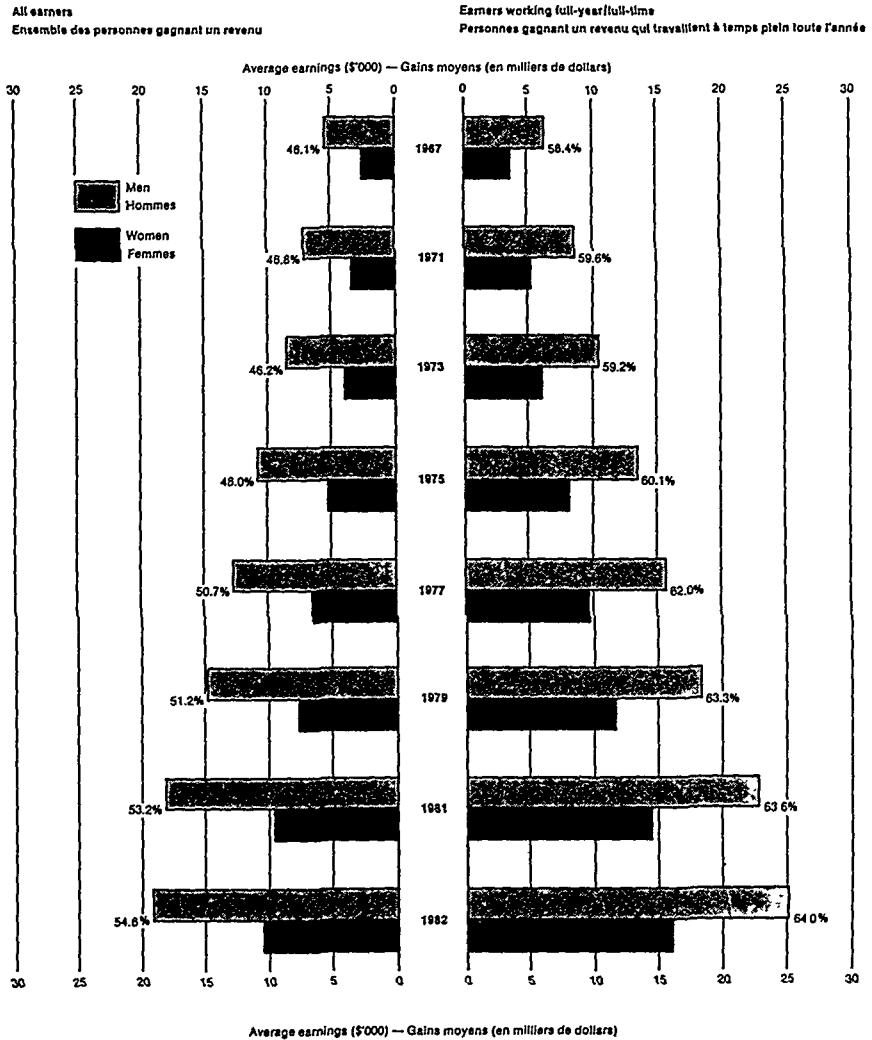 All earners
Ensemble des personnes gagnant un revenu
Earners working full-year/full-time
Personnes gagnant un revenu qui travaillent à temps plein toute l'année
Average earnings ($'000) — Gains moyens (en milliers de dollars)
30 25 20 15 10 5 0 0 5 10 15 20 25 30
46.1% 1967 58.4%
Men
Hommes
Women
Femmes
46.8% 1971 59.6%
46.2% 1973 59.2%
48.0% 1975 60.1%
50.7% 1977 62.0%
51.2% 1979 63.3%
53.2% 1981 63.6%
54.6% 1982 64.0%
30 25 20 15 10 5 0 0 5 10 15 20 25 30
Average earnings ($'000) — Gains moyens (en milliers de dollars)